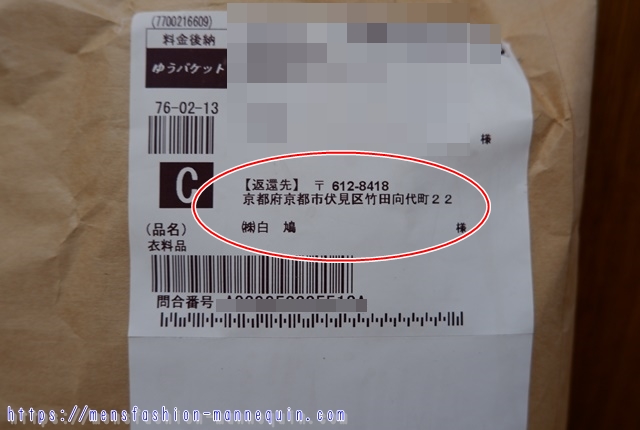 (7700216609)
料金後納
ゆうパケット
76-02-13
様
C
【返還先】 〒 612-8418
京都府京都市伏見区竹田向代町22
㈱白 鳩 様
(品名)
衣料品
問合番号
https://mensfashion-mannequin.com